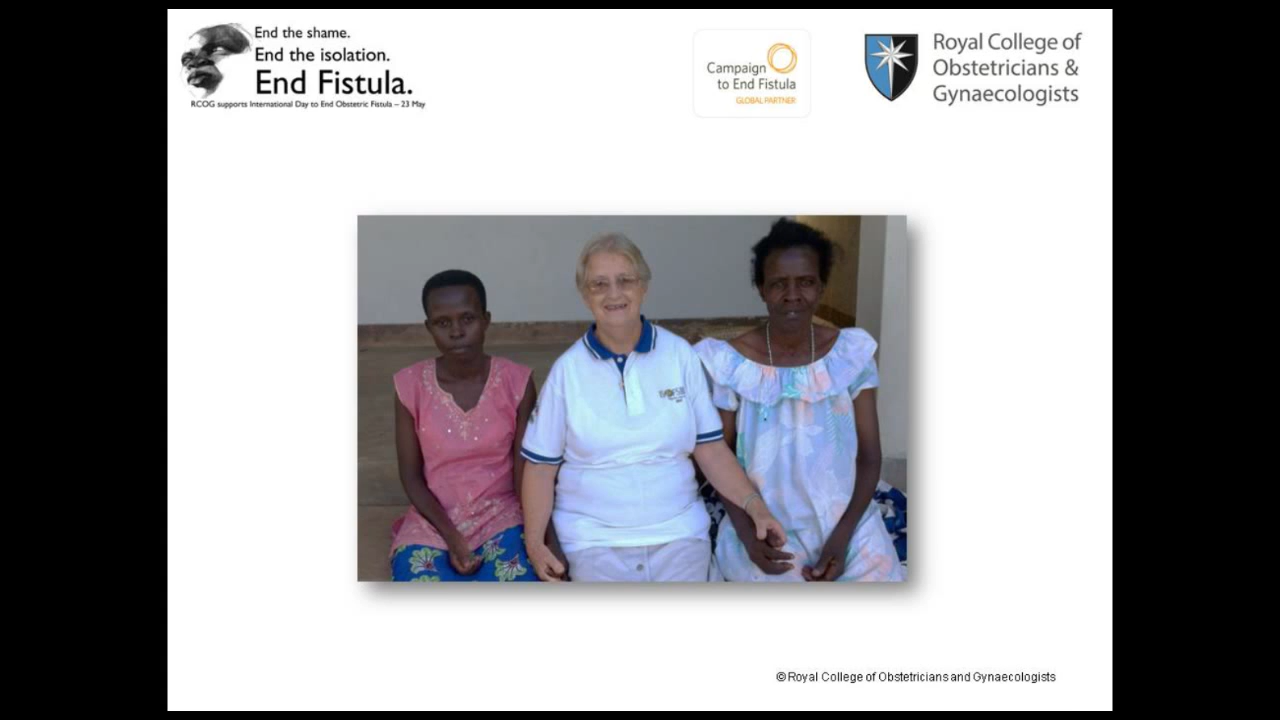 End the shame.
End the isolation.
End Fistula.
RCOG supports International Day to End Obstetric Fistula – 23 May
Campaign
to End Fistula
GLOBAL PARTNER
Royal College of
Obstetricians &
Gynaecologists
© Royal College of Obstetricians and Gynaecologists